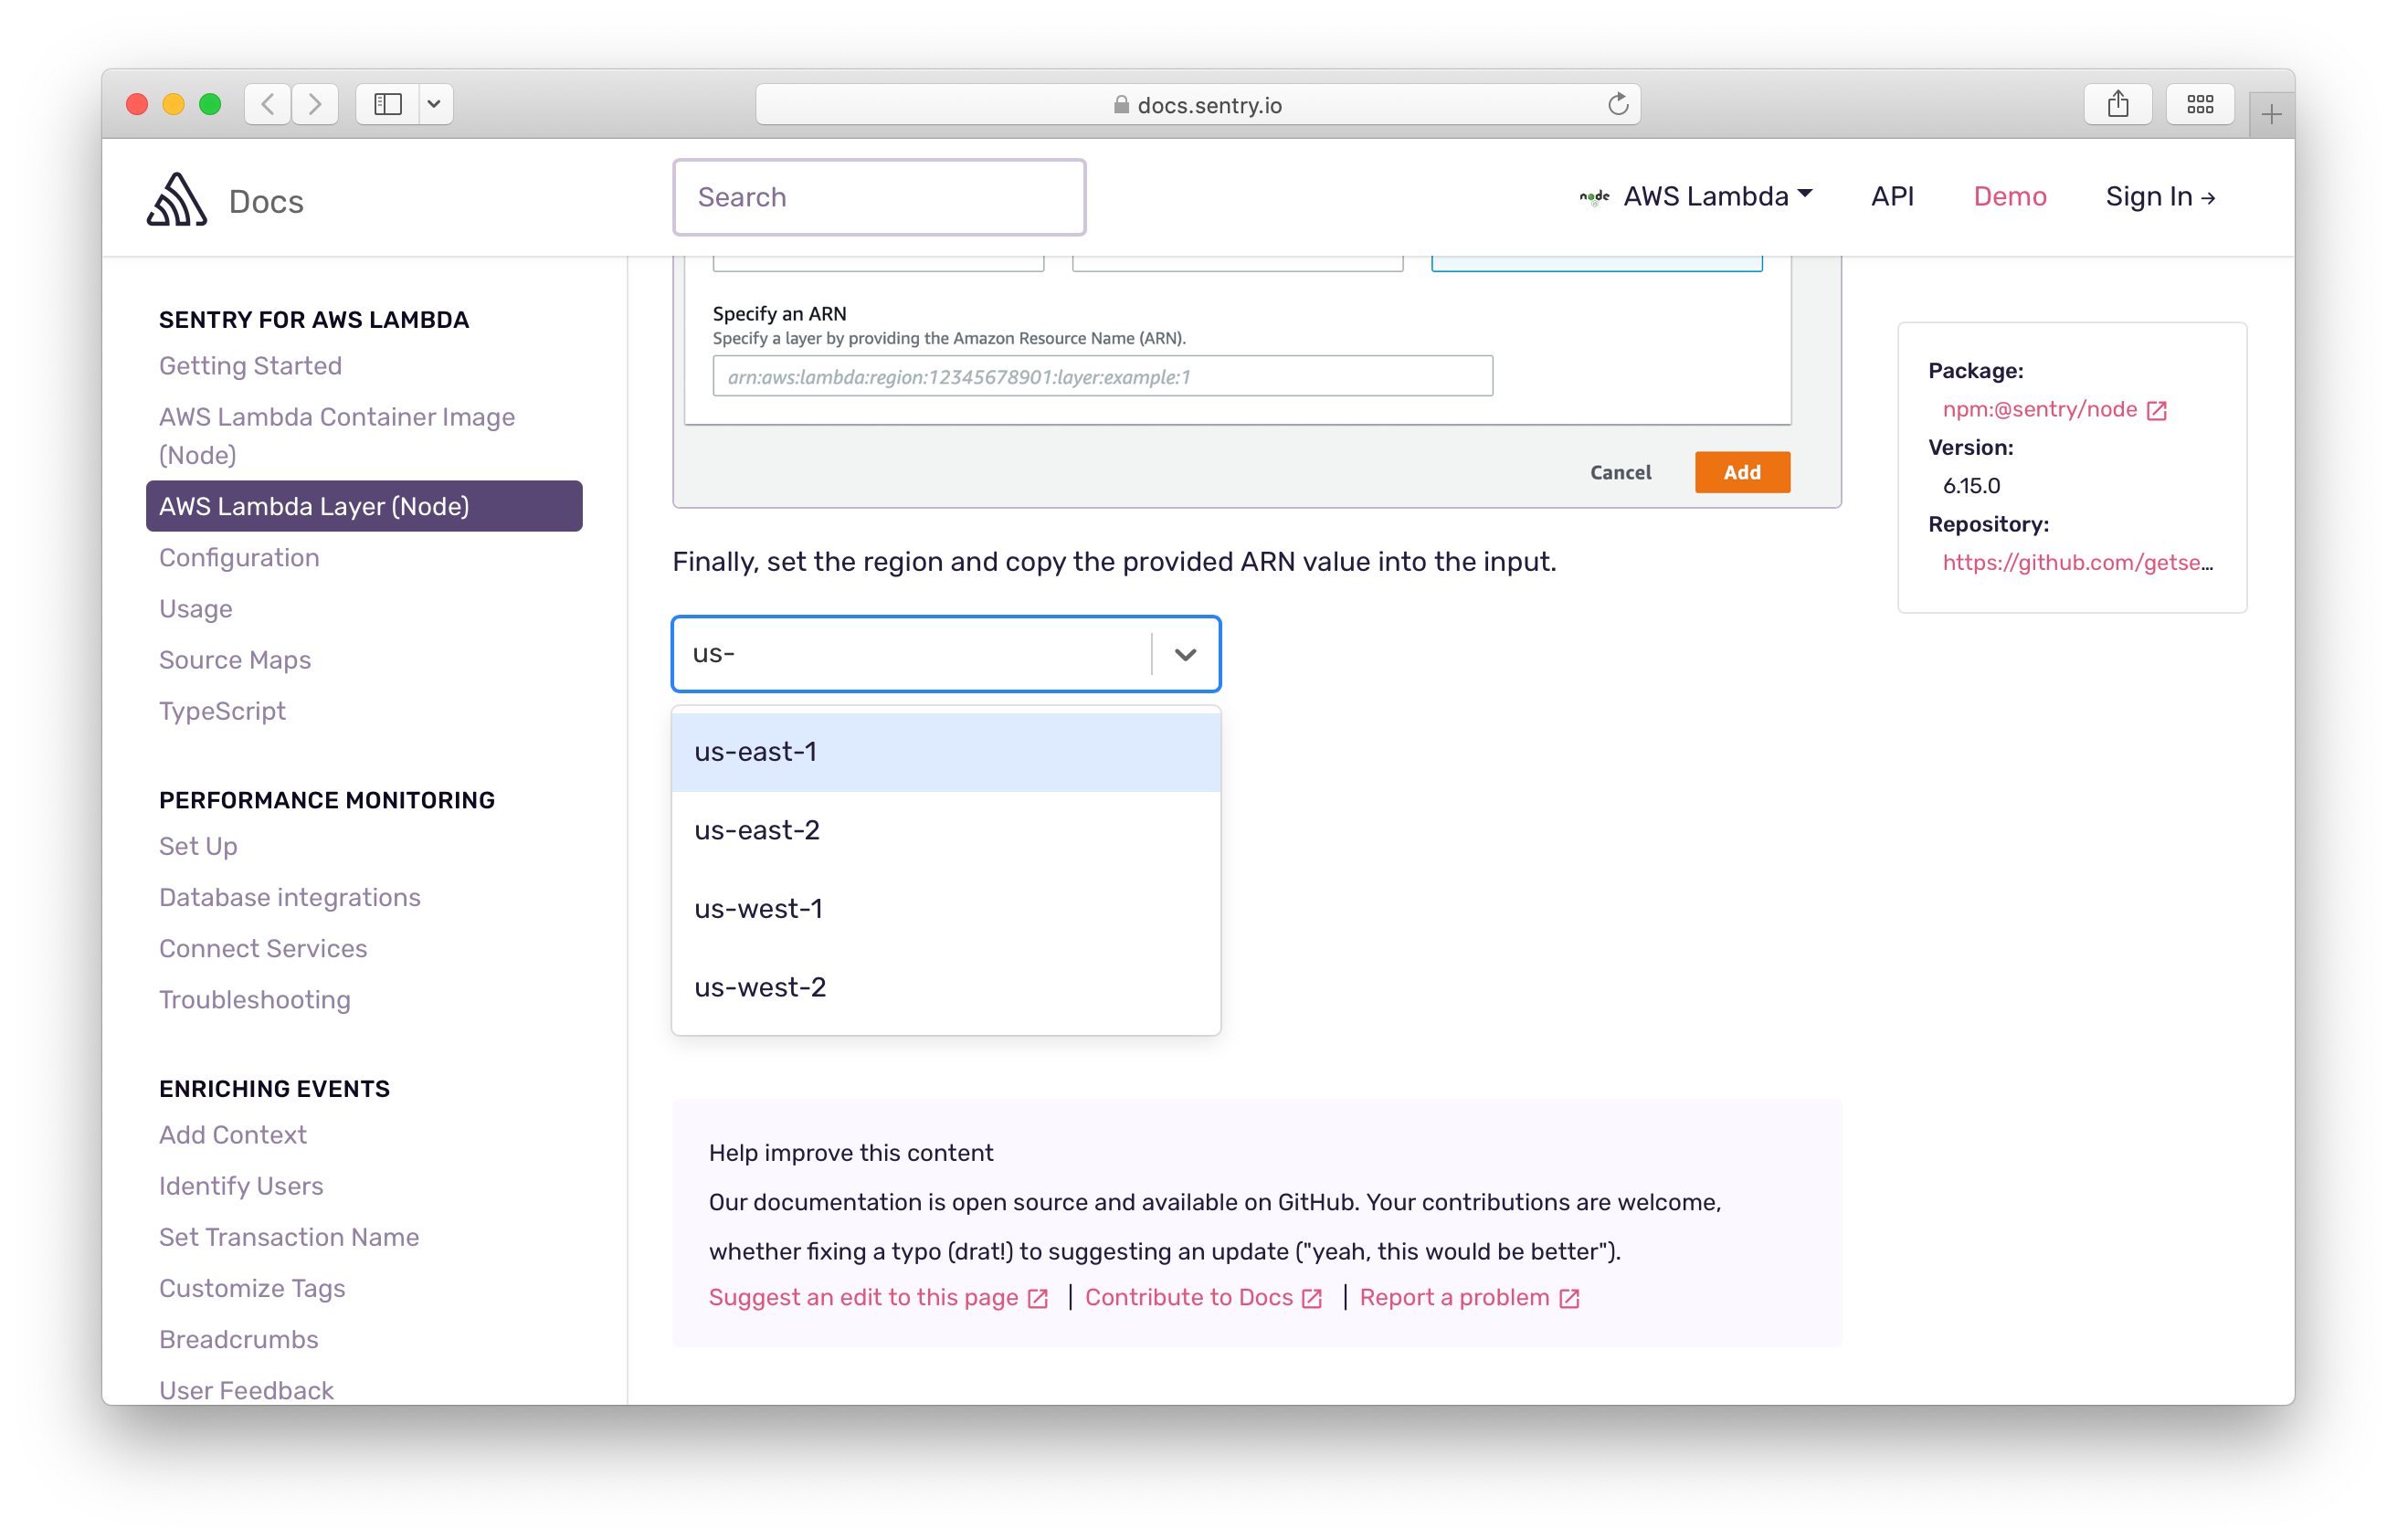 docs.sentry.io
Docs
Search
node
AWS Lambda
API
Demo
Sign In →
SENTRY FOR AWS LAMBDA
Getting Started
AWS Lambda Container Image
(Node)
AWS Lambda Layer (Node)
Configuration
Usage
Source Maps
TypeScript
PERFORMANCE MONITORING
Set Up
Database integrations
Connect Services
Troubleshooting
ENRICHING EVENTS
Add Context
Identify Users
Set Transaction Name
Customize Tags
Breadcrumbs
User Feedback
Specify an ARN
Specify a layer by providing the Amazon Resource Name (ARN).
arn:aws:lambda:region:12345678901:layer:example:1
Cancel
Add
Finally, set the region and copy the provided ARN value into the input.
us-
us-east-1
us-east-2
us-west-1
us-west-2
Help improve this content
Our documentation is open source and available on GitHub. Your contributions are welcome,
whether fixing a typo (drat!) to suggesting an update ("yeah, this would be better").
Suggest an edit to this page | Contribute to Docs | Report a problem
Package:
npm:@sentry/node
Version:
6.15.0
Repository:
https://github.com/getse...